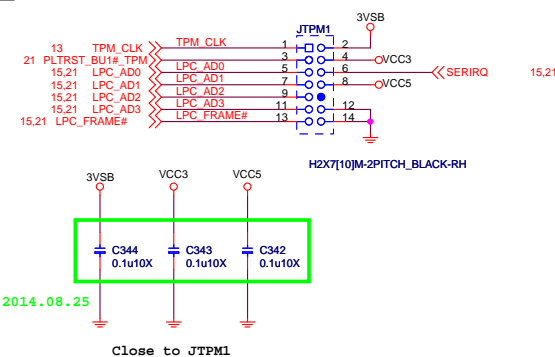 3VSB
JTPM1
13 TPM_CLK TPM_CLK 1 2
21 PLTRST_BU1#_TPM 3 4 VCC3
15,21 LPC_AD0 LPC_AD0 5 6 SERIRQ 15,21
15,21 LPC_AD1 LPC_AD1 7 8 VCC5
15,21 LPC_AD2 LPC_AD2 9
15,21 LPC_AD3 LPC_AD3 11 12
15,21 LPC_FRAME# LPC_FRAME# 13 14
H2X7[10]M-2PITCH_BLACK-RH
3VSB VCC3 VCC5
C344 C343 C342
0.1u10X 0.1u10X 0.1u10X
2014.08.25
Close to JTPM1